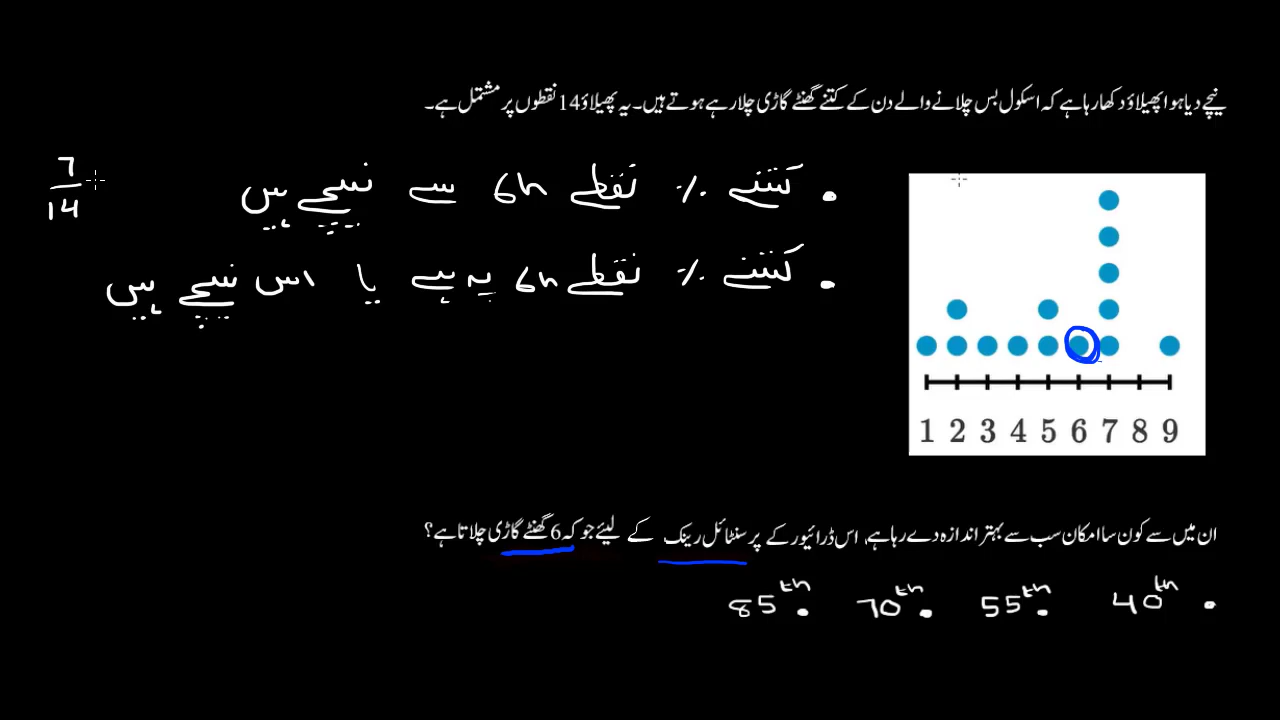 نیچے دیا ہوا پھیلاؤ دکھا رہا ہے کہ اسکول بس چلانے والے دن کے کتنے گھنٹے گاڑی چلا رہے ہوتے ہیں۔ یہ پھیلاؤ 14 نقطوں پر مشتمل ہے۔
• کتنے % نقطے 6h سے نیچے ہیں
7
14
• کتنے % نقطے 6h پہ ہے یا اس نیچے ہیں
1 2 3 4 5 6 7 8 9
ان میں سے کون سا امکان سب سے بہتر اندازہ دے رہا ہے، اس ڈرائیور کے پرسنٹائل رینک کے لیئے جو کہ 6 گھنٹے گاڑی چلاتا ہے؟
• 40th • 55th • 70th • 85th